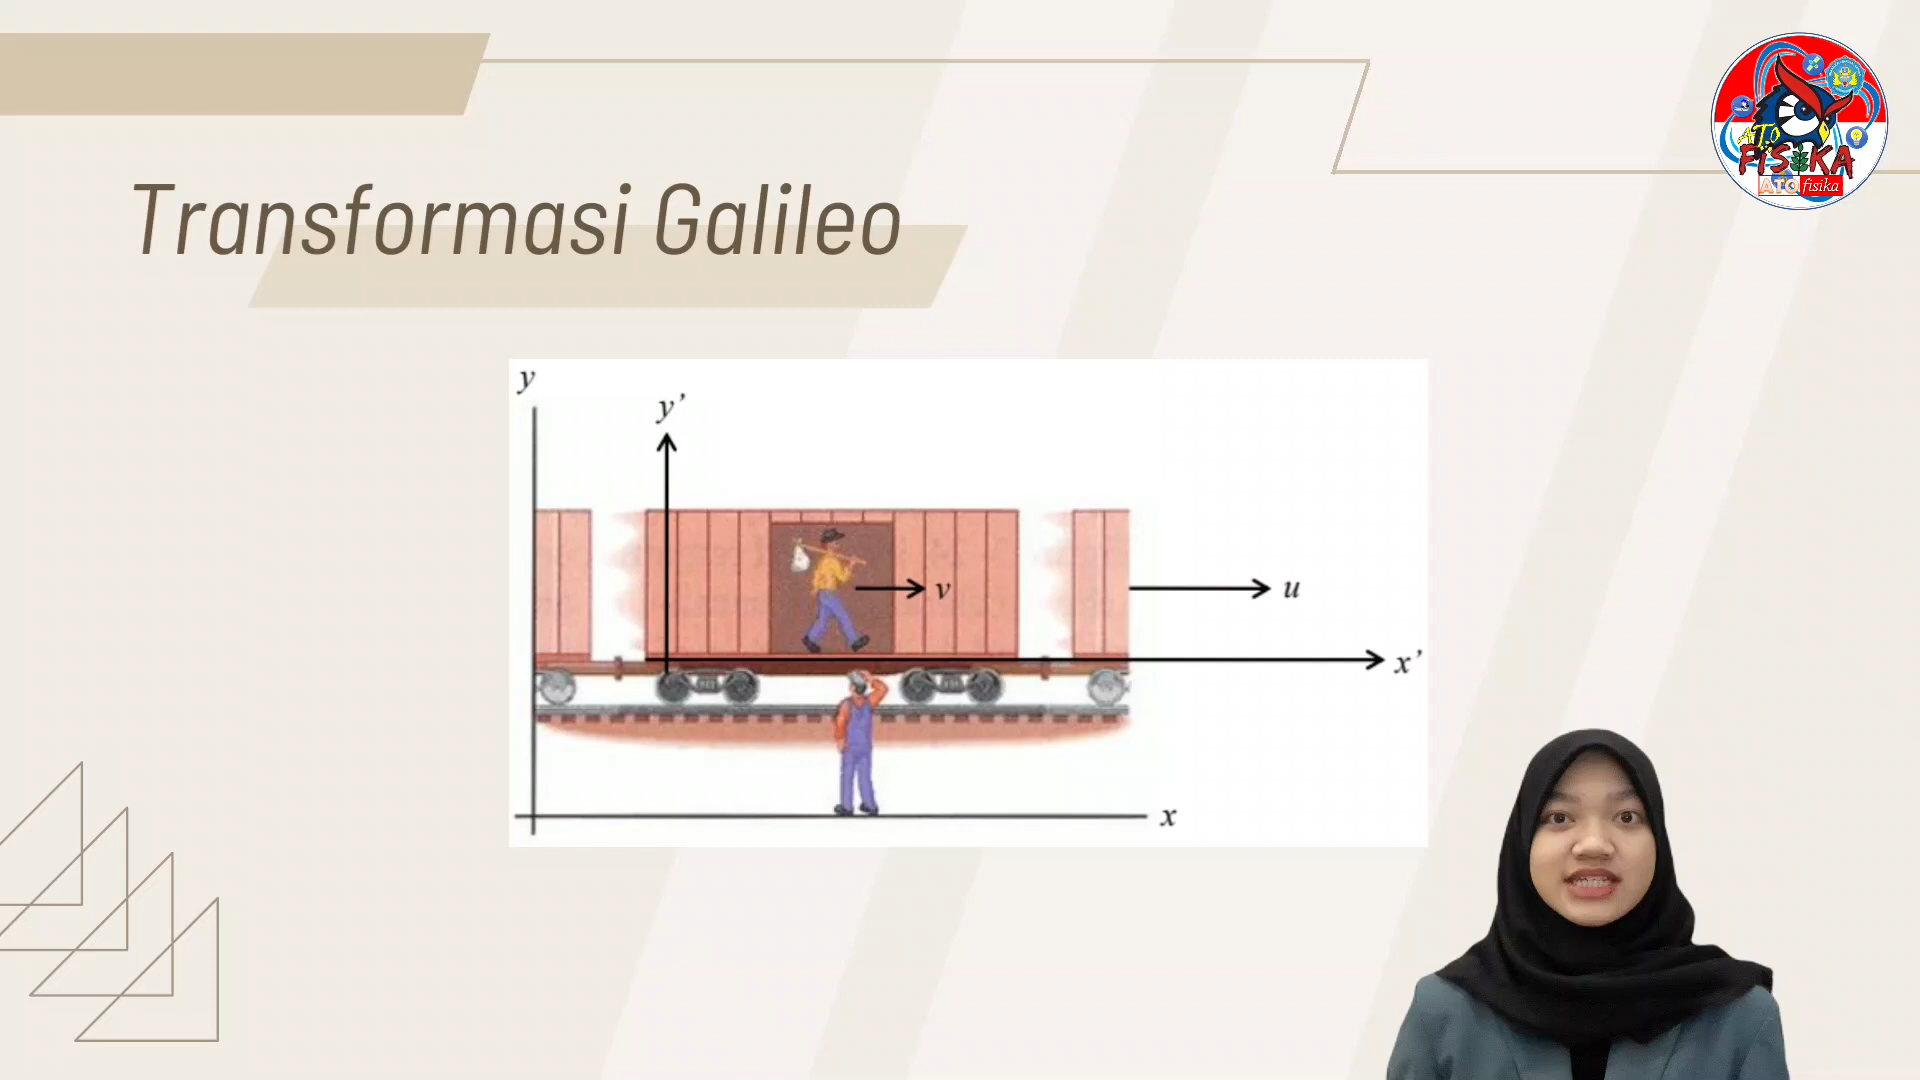 Transformasi Galileo
ATO
FISIKA
ATO fisika
y
y’
v
u
x’
x